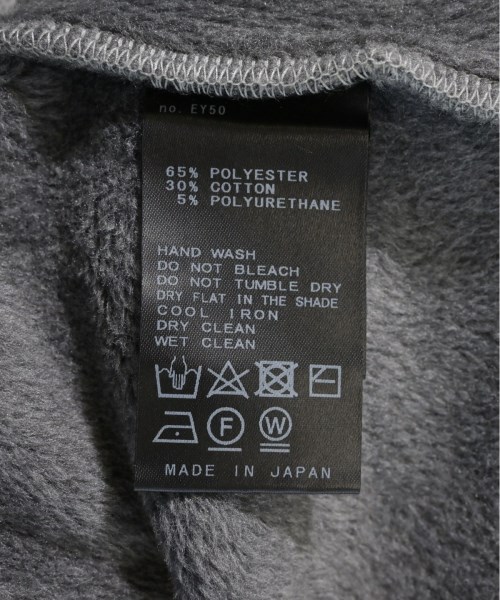 no. EY50
65% POLYESTER
30% COTTON
5% POLYURETHANE
HAND WASH
DO NOT BLEACH
DO NOT TUMBLE DRY
DRY FLAT IN THE SHADE
COOL IRON
DRY CLEAN
WET CLEAN
F W
MADE IN JAPAN